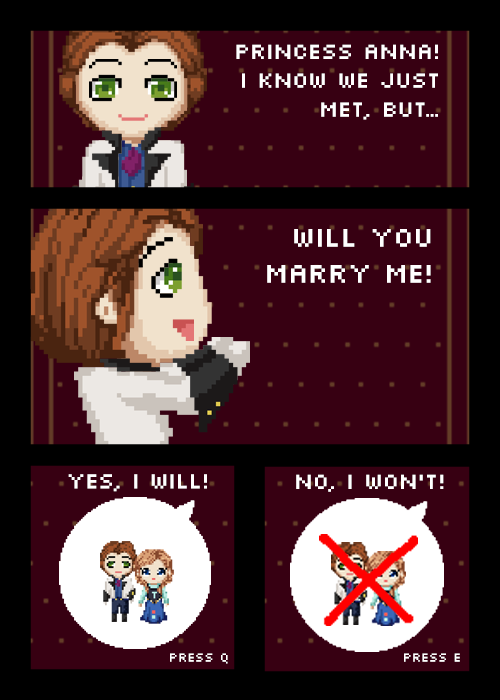 PRINCESS ANNA!
I KNOW WE JUST
MET, BUT…
WILL YOU
MARRY ME!
YES, I WILL!
PRESS Q
NO, I WON'T!
PRESS E